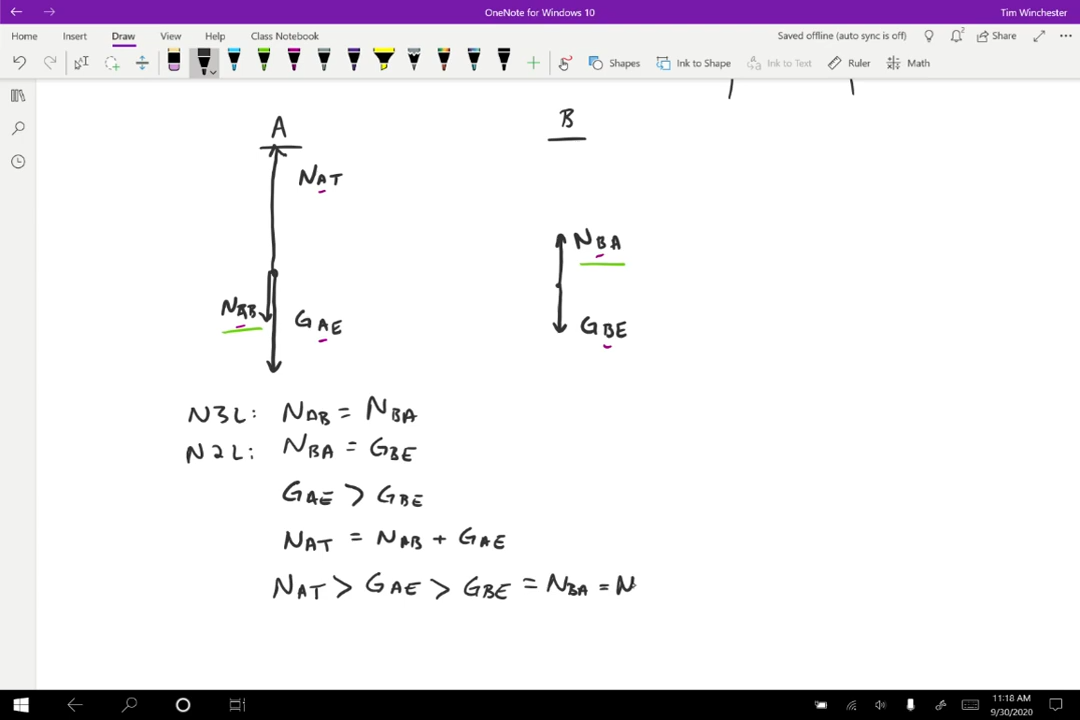 OneNote for Windows 10
Tim Winchester
Home Insert Draw View Help Class Notebook
Saved offline (auto sync is off) Share
Shapes Ink to Shape Ink to Text Ruler Math
A
B
NAT
NBA
NAB
GAE
GBE
N3L: NAB = NBA
N2L: NBA = GBE
GAE > GBE
NAT = NAB + GAE
NAT > GAE > GBE = NBA = N
11:18 AM
9/30/2020